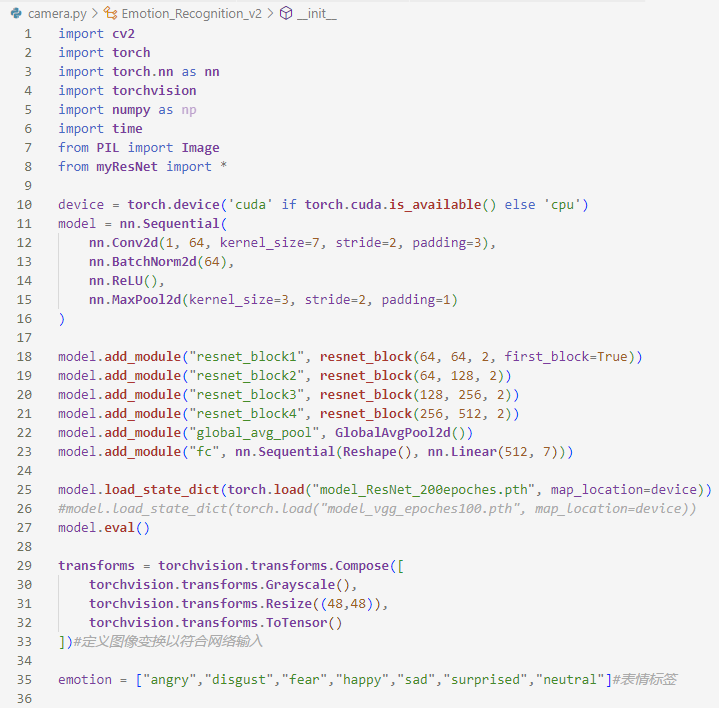 camera.py > Emotion_Recognition_v2 > __init__
1 import cv2
2 import torch
3 import torch.nn as nn
4 import torchvision
5 import numpy as np
6 import time
7 from PIL import Image
8 from myResNet import *
9
10 device = torch.device('cuda' if torch.cuda.is_available() else 'cpu')
11 model = nn.Sequential(
12     nn.Conv2d(1, 64, kernel_size=7, stride=2, padding=3),
13     nn.BatchNorm2d(64),
14     nn.ReLU(),
15     nn.MaxPool2d(kernel_size=3, stride=2, padding=1)
16 )
17
18 model.add_module("resnet_block1", resnet_block(64, 64, 2, first_block=True))
19 model.add_module("resnet_block2", resnet_block(64, 128, 2))
20 model.add_module("resnet_block3", resnet_block(128, 256, 2))
21 model.add_module("resnet_block4", resnet_block(256, 512, 2))
22 model.add_module("global_avg_pool", GlobalAvgPool2d())
23 model.add_module("fc", nn.Sequential(Reshape(), nn.Linear(512, 7)))
24
25 model.load_state_dict(torch.load("model_ResNet_200epoches.pth", map_location=device))
26 #model.load_state_dict(torch.load("model_vgg_epoches100.pth", map_location=device))
27 model.eval()
28
29 transforms = torchvision.transforms.Compose([
30     torchvision.transforms.Grayscale(),
31     torchvision.transforms.Resize((48,48)),
32     torchvision.transforms.ToTensor()
33 ])#定义图像变换以符合网络输入
34
35 emotion = ["angry","disgust","fear","happy","sad","surprised","neutral"]#表情标签
36